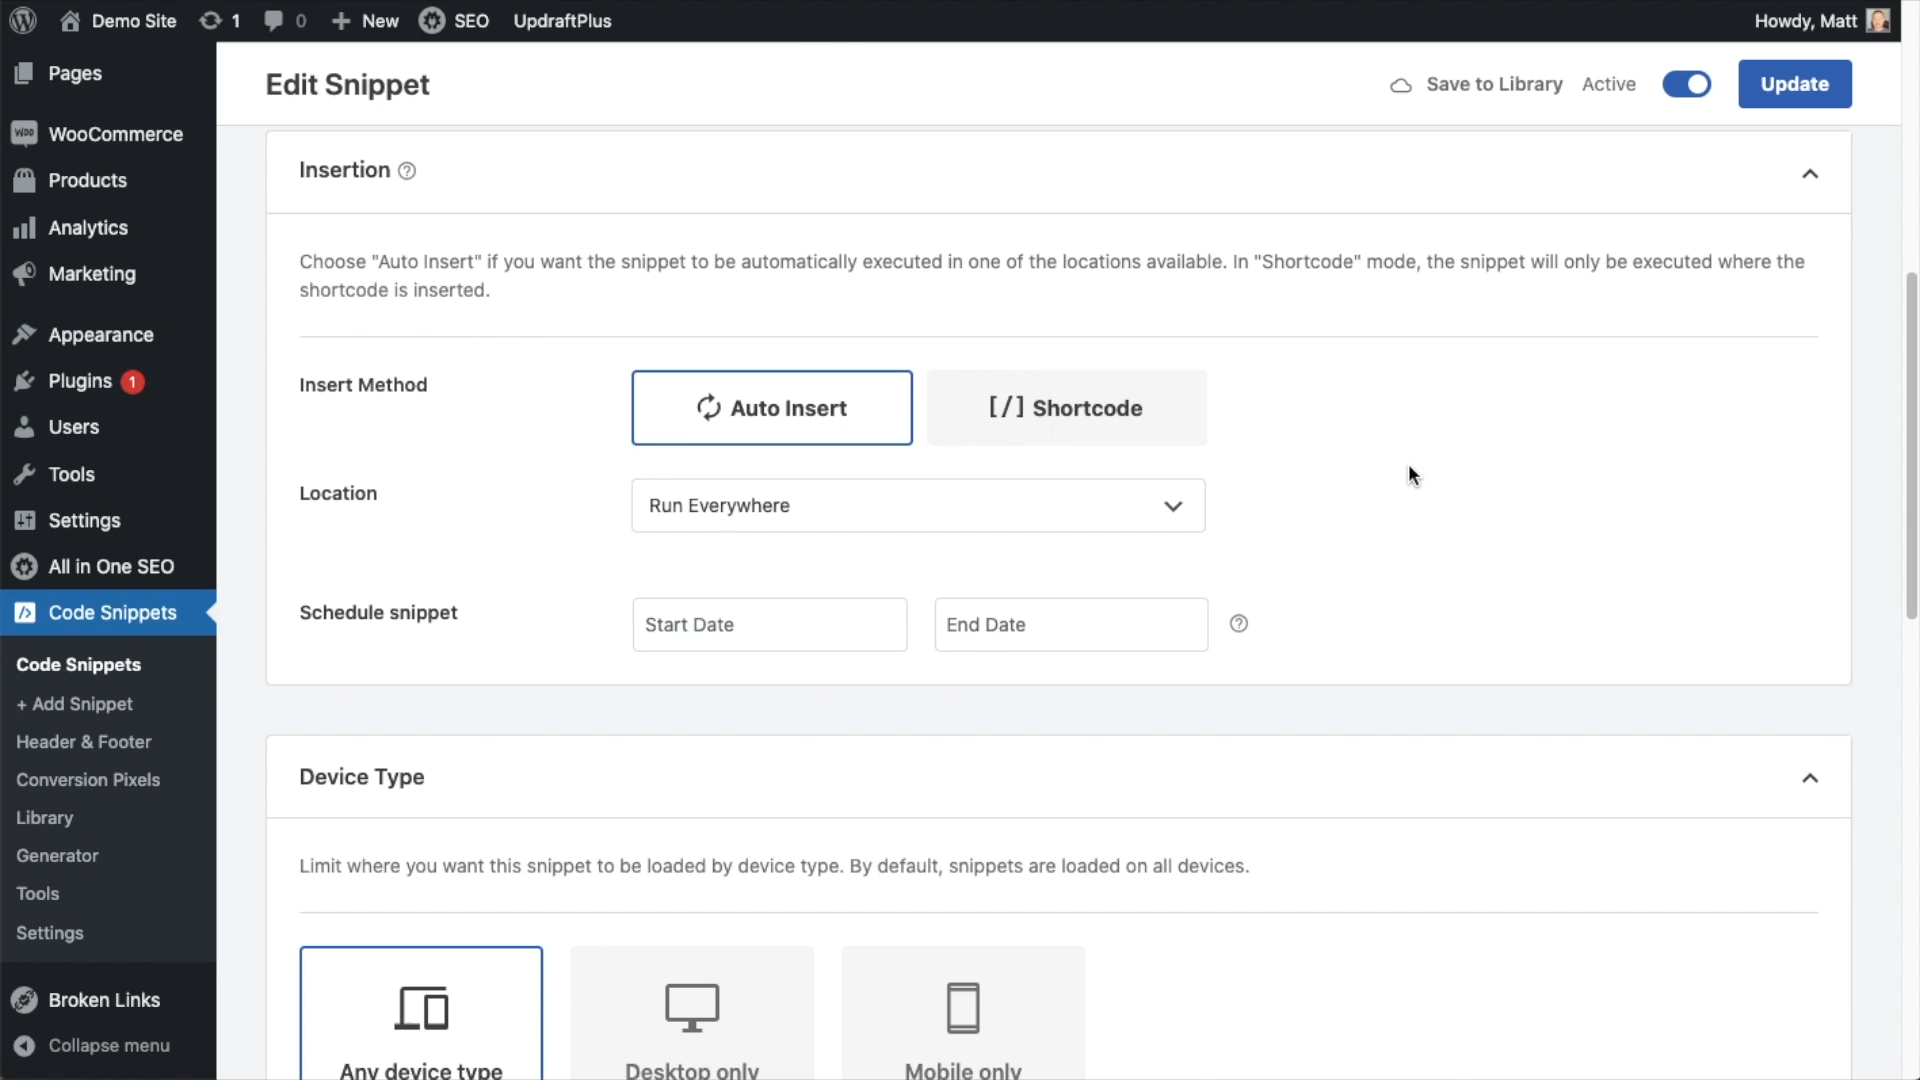 Demo Site
1
0
New
SEO
UpdraftPlus
Howdy, Matt
Pages
WooCommerce
Products
Analytics
Marketing
Appearance
Plugins 1
Users
Tools
Settings
All in One SEO
Code Snippets
Code Snippets
+ Add Snippet
Header & Footer
Conversion Pixels
Library
Generator
Tools
Settings
Broken Links
Collapse menu
Edit Snippet
Save to Library
Active
Update
Insertion
Choose "Auto Insert" if you want the snippet to be automatically executed in one of the locations available. In "Shortcode" mode, the snippet will only be executed where the
shortcode is inserted.
Insert Method
Auto Insert
[/] Shortcode
Location
Run Everywhere
Schedule snippet
Start Date
End Date
Device Type
Limit where you want this snippet to be loaded by device type. By default, snippets are loaded on all devices.
Any device type
Desktop only
Mobile only